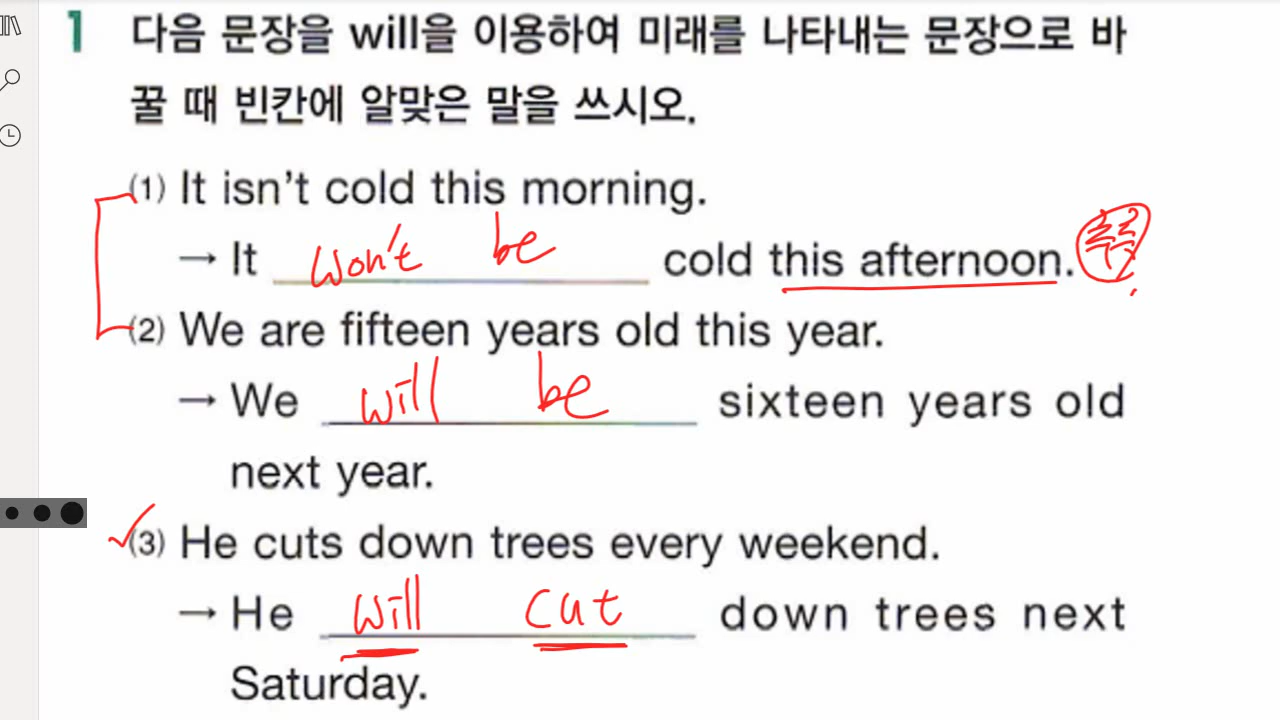 1 다음 문장을 will을 이용하여 미래를 나타내는 문장으로 바
꿀 때 빈칸에 알맞은 말을 쓰시오.
(1) It isn't cold this morning.
→ It won't be cold this afternoon.
(2) We are fifteen years old this year.
→ We will be sixteen years old
next year.
(3) He cuts down trees every weekend.
→ He will cut down trees next
Saturday.